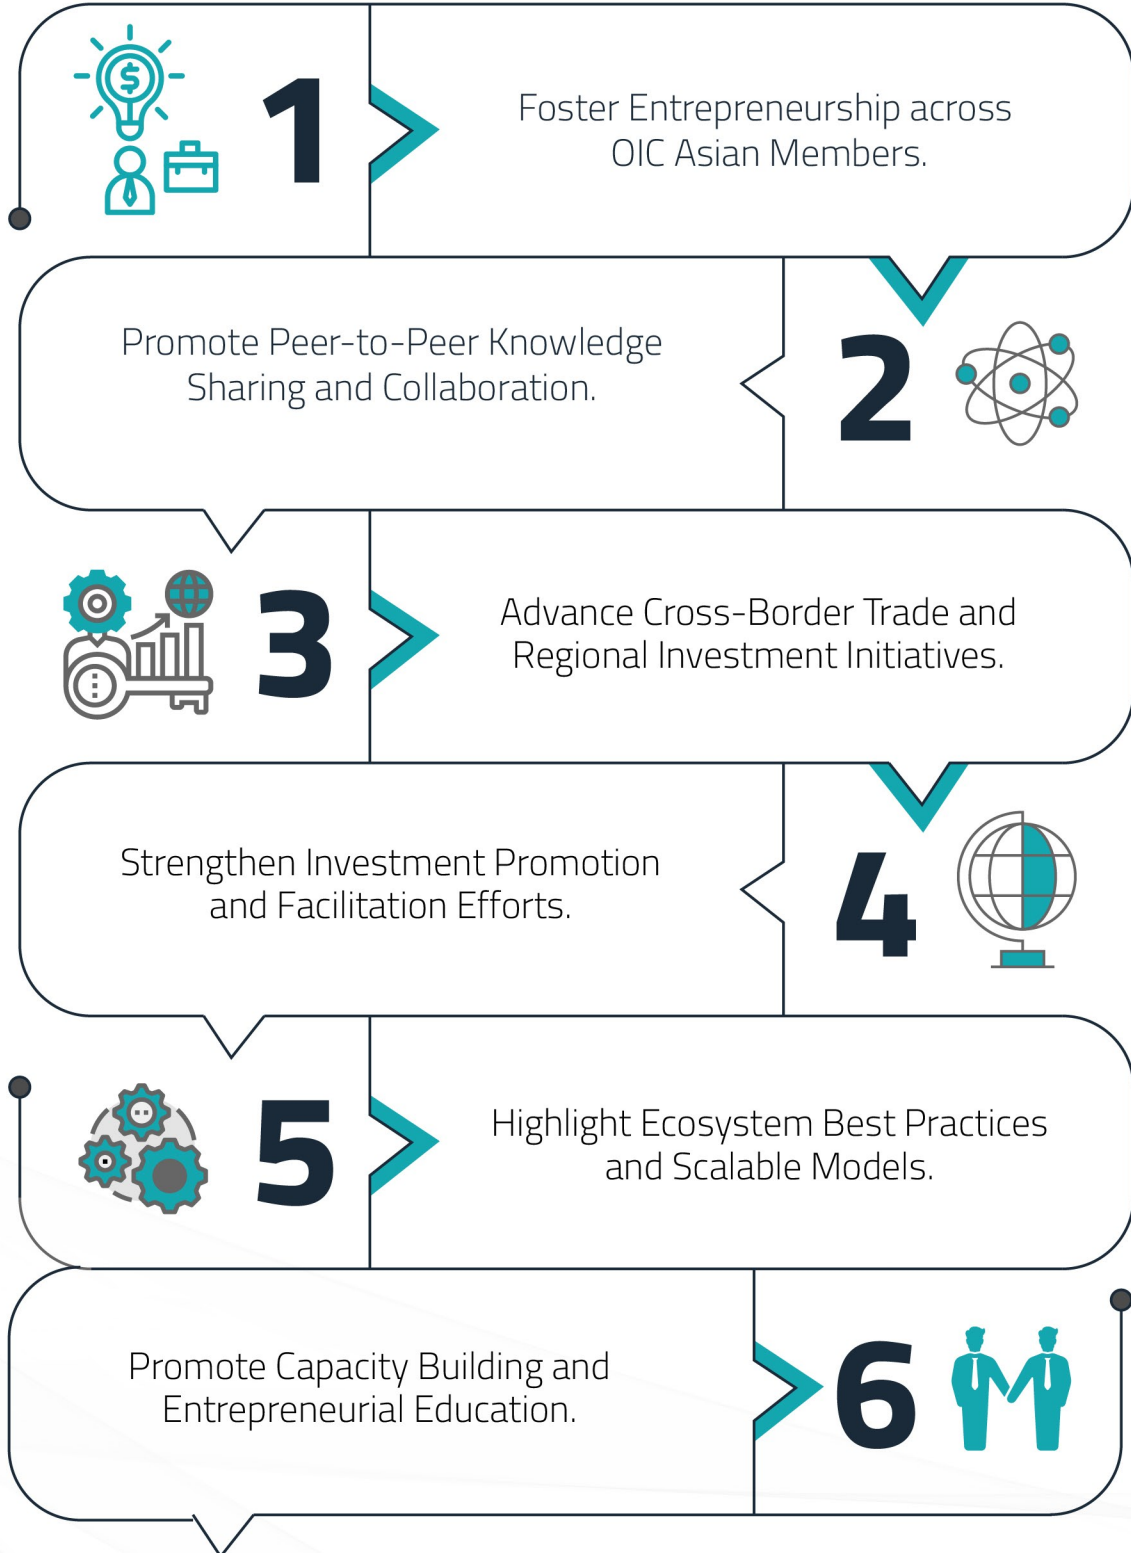 1
Foster Entrepreneurship across
OIC Asian Members.
Promote Peer-to-Peer Knowledge
Sharing and Collaboration.
2
3
Advance Cross-Border Trade and
Regional Investment Initiatives.
Strengthen Investment Promotion
and Facilitation Efforts.
4
5
Highlight Ecosystem Best Practices
and Scalable Models.
Promote Capacity Building and
Entrepreneurial Education.
6